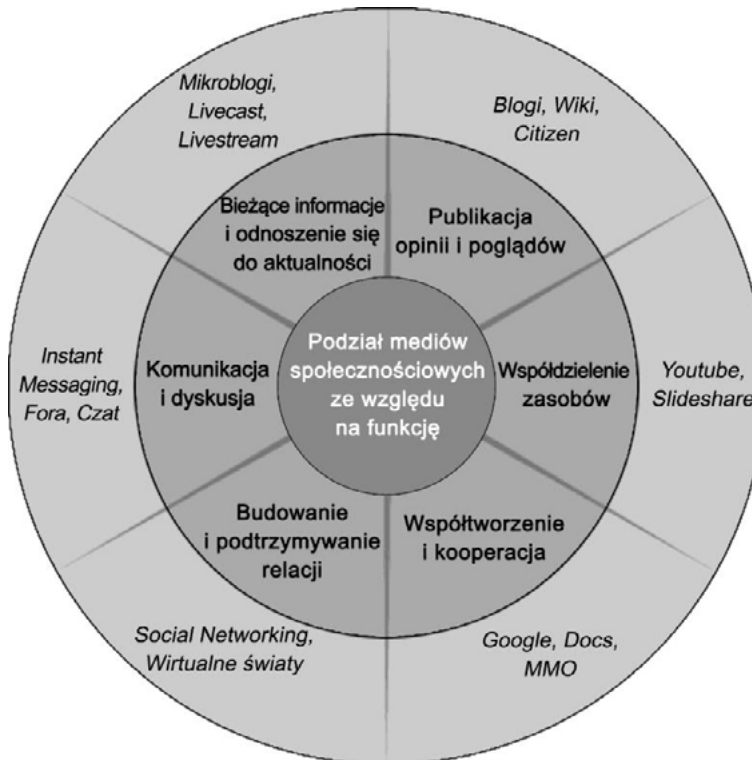 Mikroblogi,
Livecast,
Livestream
Blogi, Wiki,
Citizen
Bieżące informacje
i odnoszenie się
do aktualności
Publikacja
opinii i poglądów
Instant
Messaging,
Fora, Czat
Komunikacja
i dyskusja
Podział mediów
społecznościowych
ze względu
na funkcję
Współdzielenie
zasobów
Youtube,
Slideshare
Budowanie
i podtrzymywanie
relacji
Współtworzenie
i kooperacja
Social Networking,
Wirtualne światy
Google, Docs,
MMO